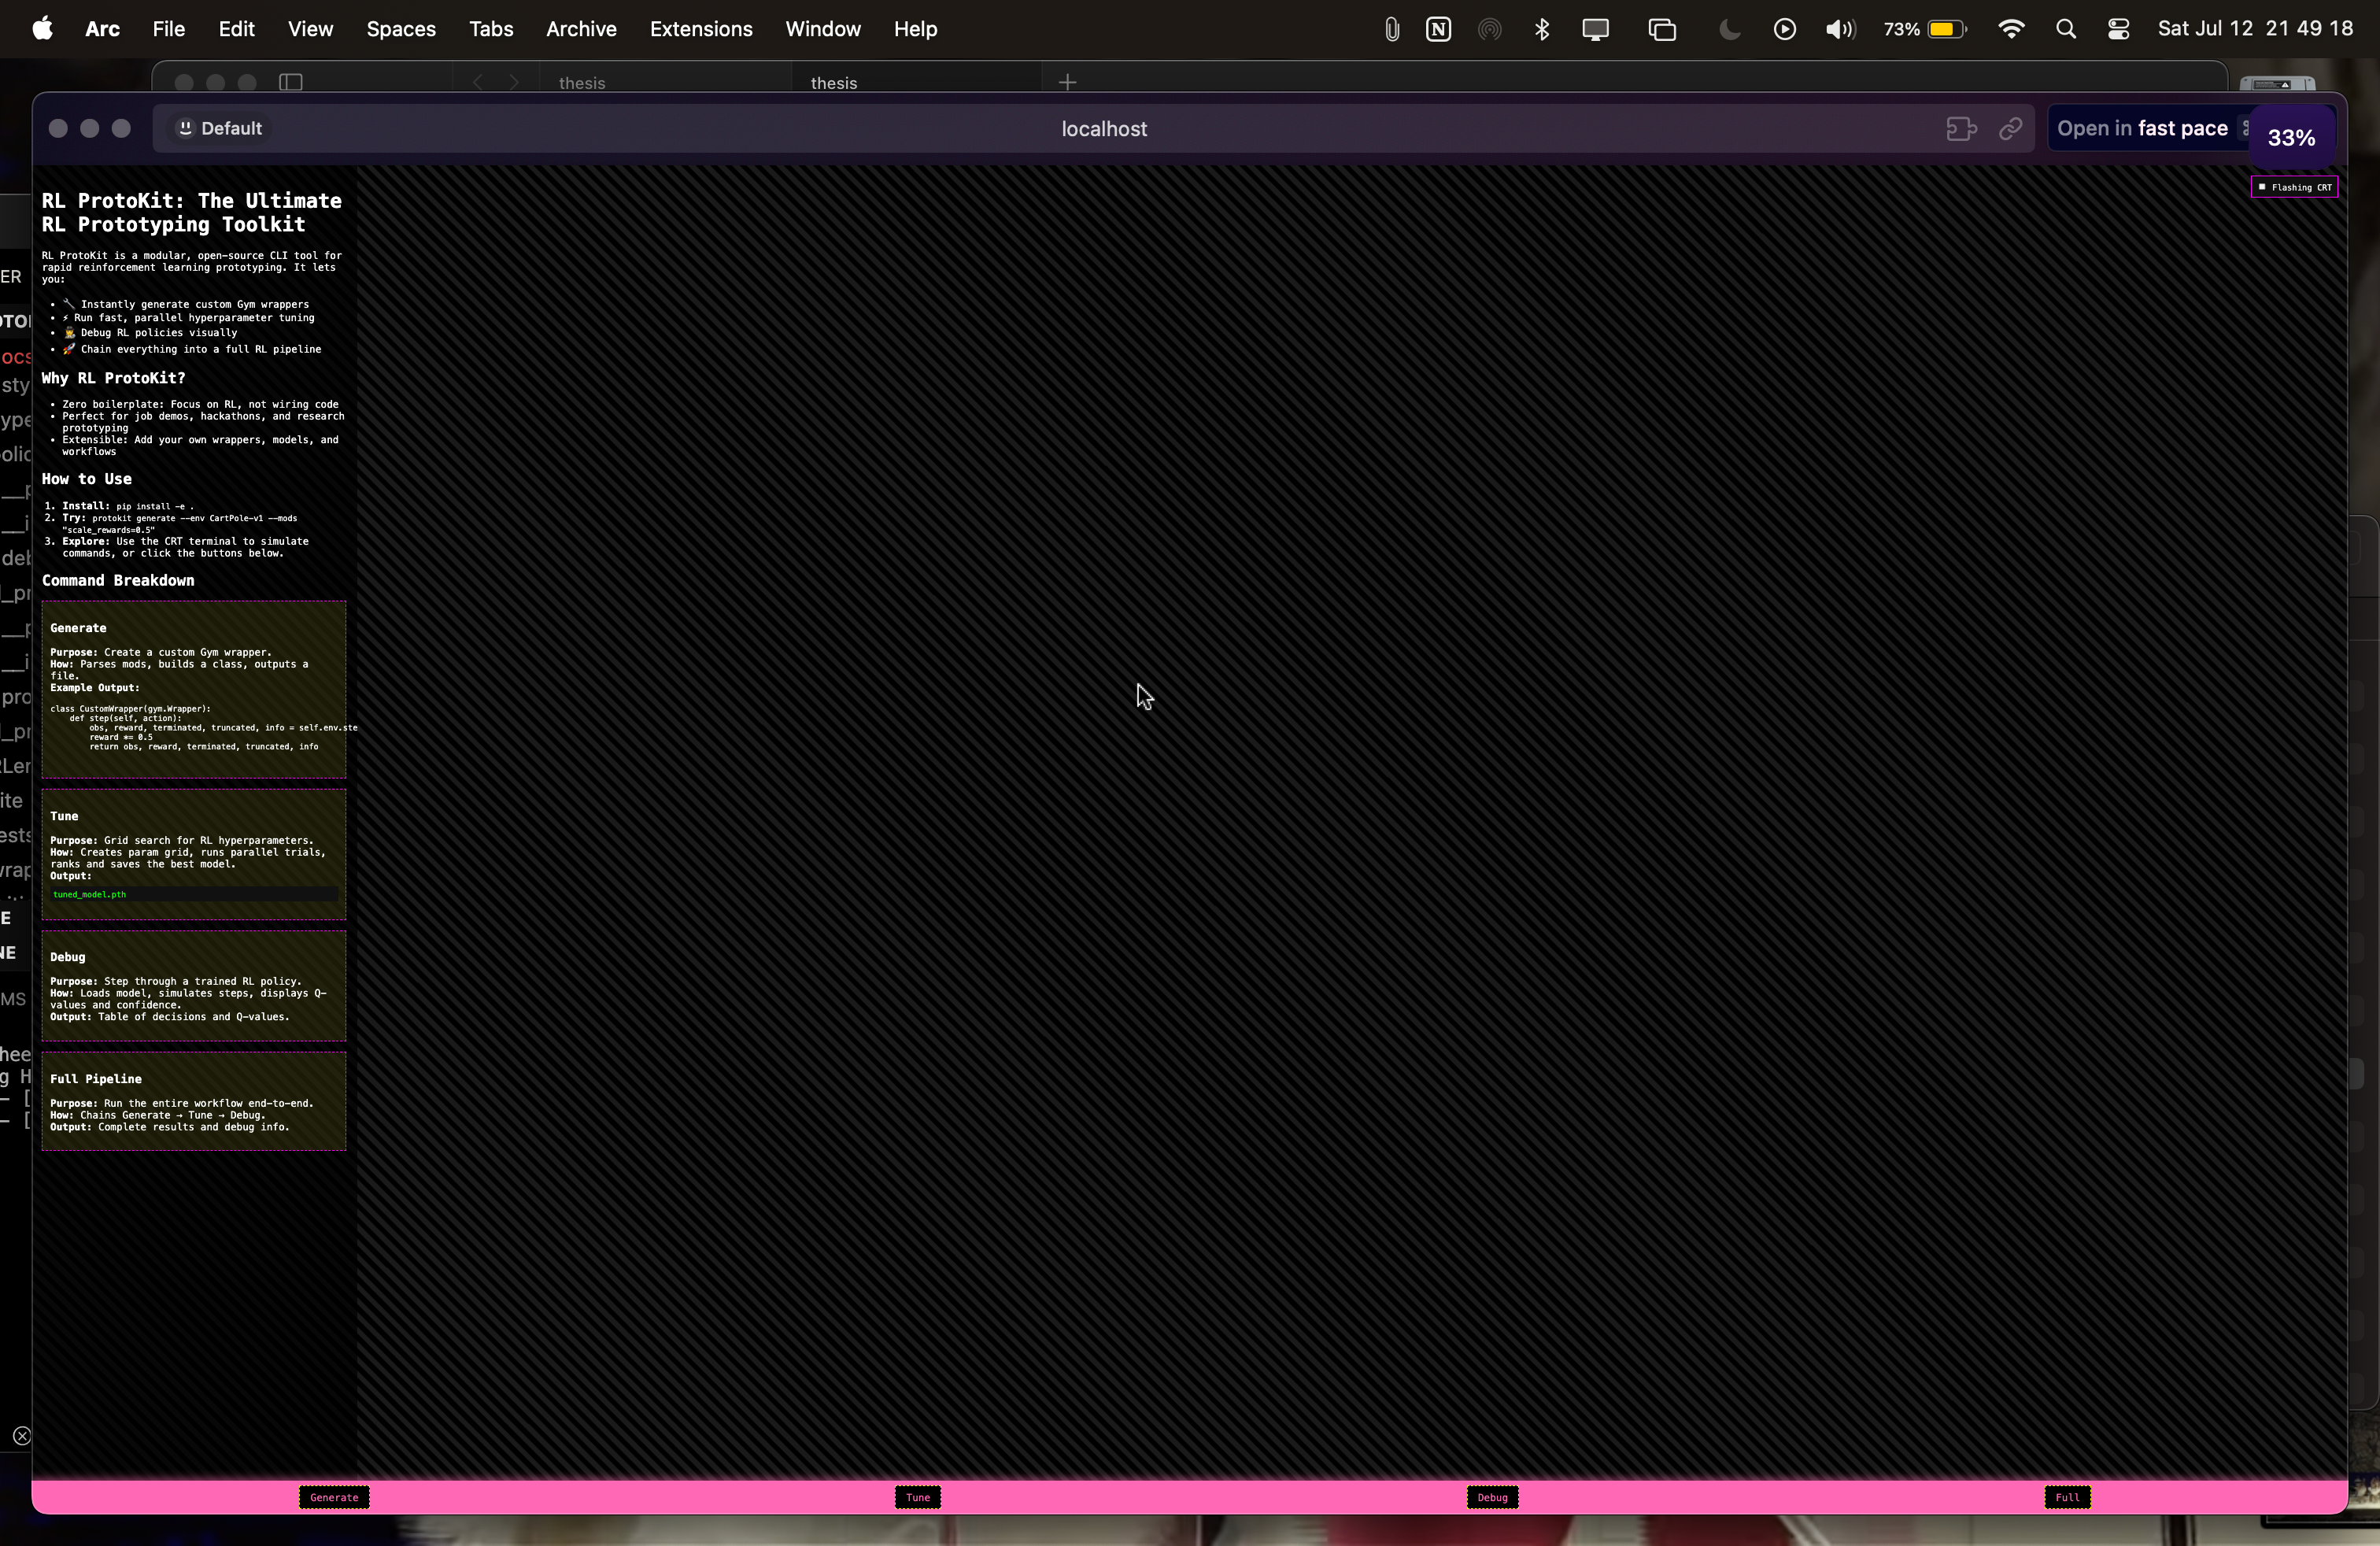 Arc File Edit View Spaces Tabs Archive Extensions Window Help 73% Sat Jul 12 21 49 18
thesis thesis
Default localhost Open in fast pace 33%
Flashing CRT
RL ProtoKit: The Ultimate
RL Prototyping Toolkit
RL ProtoKit is a modular, open-source CLI tool for
rapid reinforcement learning prototyping. It lets
you:
• 🔧 Instantly generate custom Gym wrappers
• ⚡ Run fast, parallel hyperparameter tuning
• 🕵️ Debug RL policies visually
• 🚀 Chain everything into a full RL pipeline
Why RL ProtoKit?
• Zero boilerplate: Focus on RL, not wiring code
• Perfect for job demos, hackathons, and research
prototyping
• Extensible: Add your own wrappers, models, and
workflows
How to Use
1. Install: pip install -e .
2. Try: protokit generate --env CartPole-v1 --mods
"scale_rewards=0.5"
3. Explore: Use the CRT terminal to simulate
commands, or click the buttons below.
Command Breakdown
Generate
Purpose: Create a custom Gym wrapper.
How: Parses mods, builds a class, outputs a
file.
Example Output:
class CustomWrapper(gym.Wrapper):
def step(self, action):
obs, reward, terminated, truncated, info = self.env.ste
reward *= 0.5
return obs, reward, terminated, truncated, info
Tune
Purpose: Grid search for RL hyperparameters.
How: Creates param grid, runs parallel trials,
ranks and saves the best model.
Output:
tuned_model.pth
Debug
Purpose: Step through a trained RL policy.
How: Loads model, simulates steps, displays Q-
values and confidence.
Output: Table of decisions and Q-values.
Full Pipeline
Purpose: Run the entire workflow end-to-end.
How: Chains Generate → Tune → Debug.
Output: Complete results and debug info.
Generate Tune Debug Full